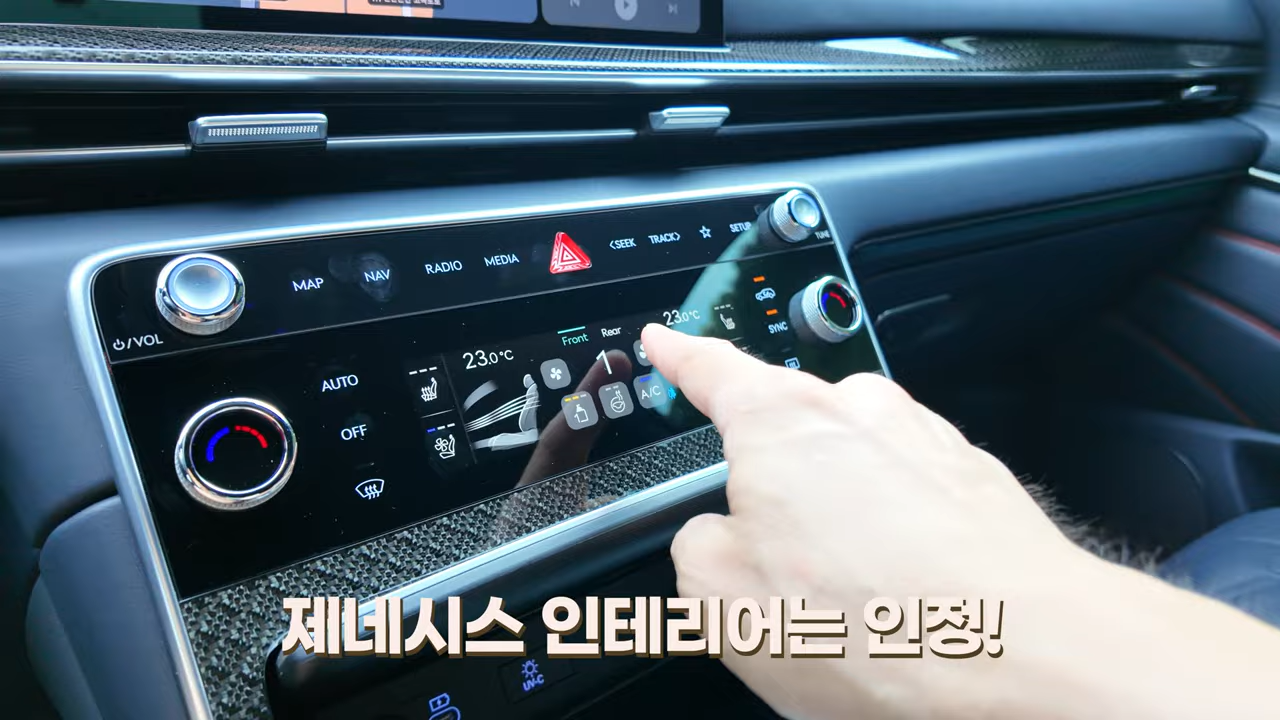 MAP NAV RADIO MEDIA <SEEK TRACK> ☆ SETUP
⏻/VOL
TUNE
AUTO
OFF
23.0°C
Front Rear
1
A/C
23.0°C
SYNC
UV-C
제네시스 인테리어는 인정!